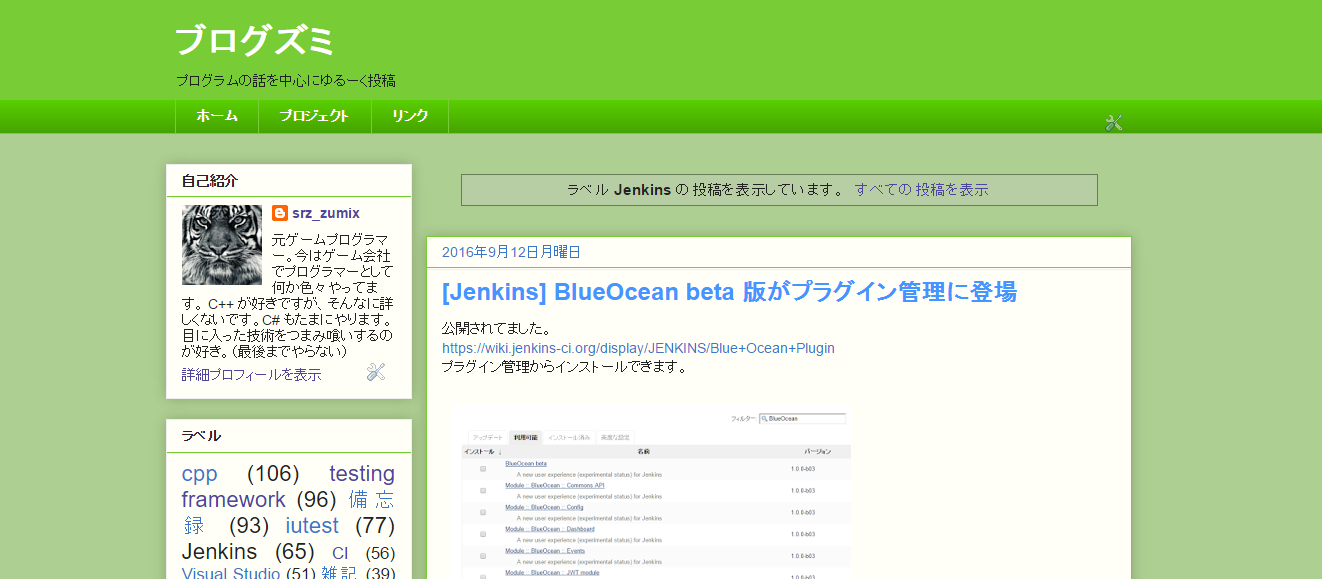 ブログズミ
プログラムの話を中心にゆるーく投稿
ホーム プロジェクト リンク
自己紹介
srz_zumix
元ゲームプログラマ
ー。今はゲーム会社
でプログラマーとして
何か色々やってま
す。 C++ が好きですが、そんなに詳
しくないです。C# もたまにやります。
目に入った技術をつまみ喰いするの
が好き。（最後までやらない）
詳細プロフィールを表示
ラベル
cpp (106) testing
framework (96) 備忘
録 (93) iutest (77)
Jenkins (65) CI (56)
Visual Studio (51) 雑記 (39)
ラベル Jenkins の投稿を表示しています。 すべての投稿を表示
2016年9月12日月曜日
[Jenkins] BlueOcean beta 版がプラグイン管理に登場
公開されてました。
https://wiki.jenkins-ci.org/display/JENKINS/Blue+Ocean+Plugin
プラグイン管理からインストールできます。
フィルター: BlueOcean
アップデート 利用可能 インストール済み 高度な設定
インストール ↓ 名前 バージョン
BlueOcean beta
A new user experience (experimental status) for Jenkins
1.0.0-b03
Module :: BlueOcean :: Commons API
A new user experience (experimental status) for Jenkins
1.0.0-b03
Module :: BlueOcean :: Config
A new user experience (experimental status) for Jenkins
1.0.0-b03
Module :: BlueOcean :: Dashboard
A new user experience (experimental status) for Jenkins
1.0.0-b03
Module :: BlueOcean :: Events
A new user experience (experimental status) for Jenkins
1.0.0-b03
Module :: BlueOcean :: JWT module
1.0.0-b03